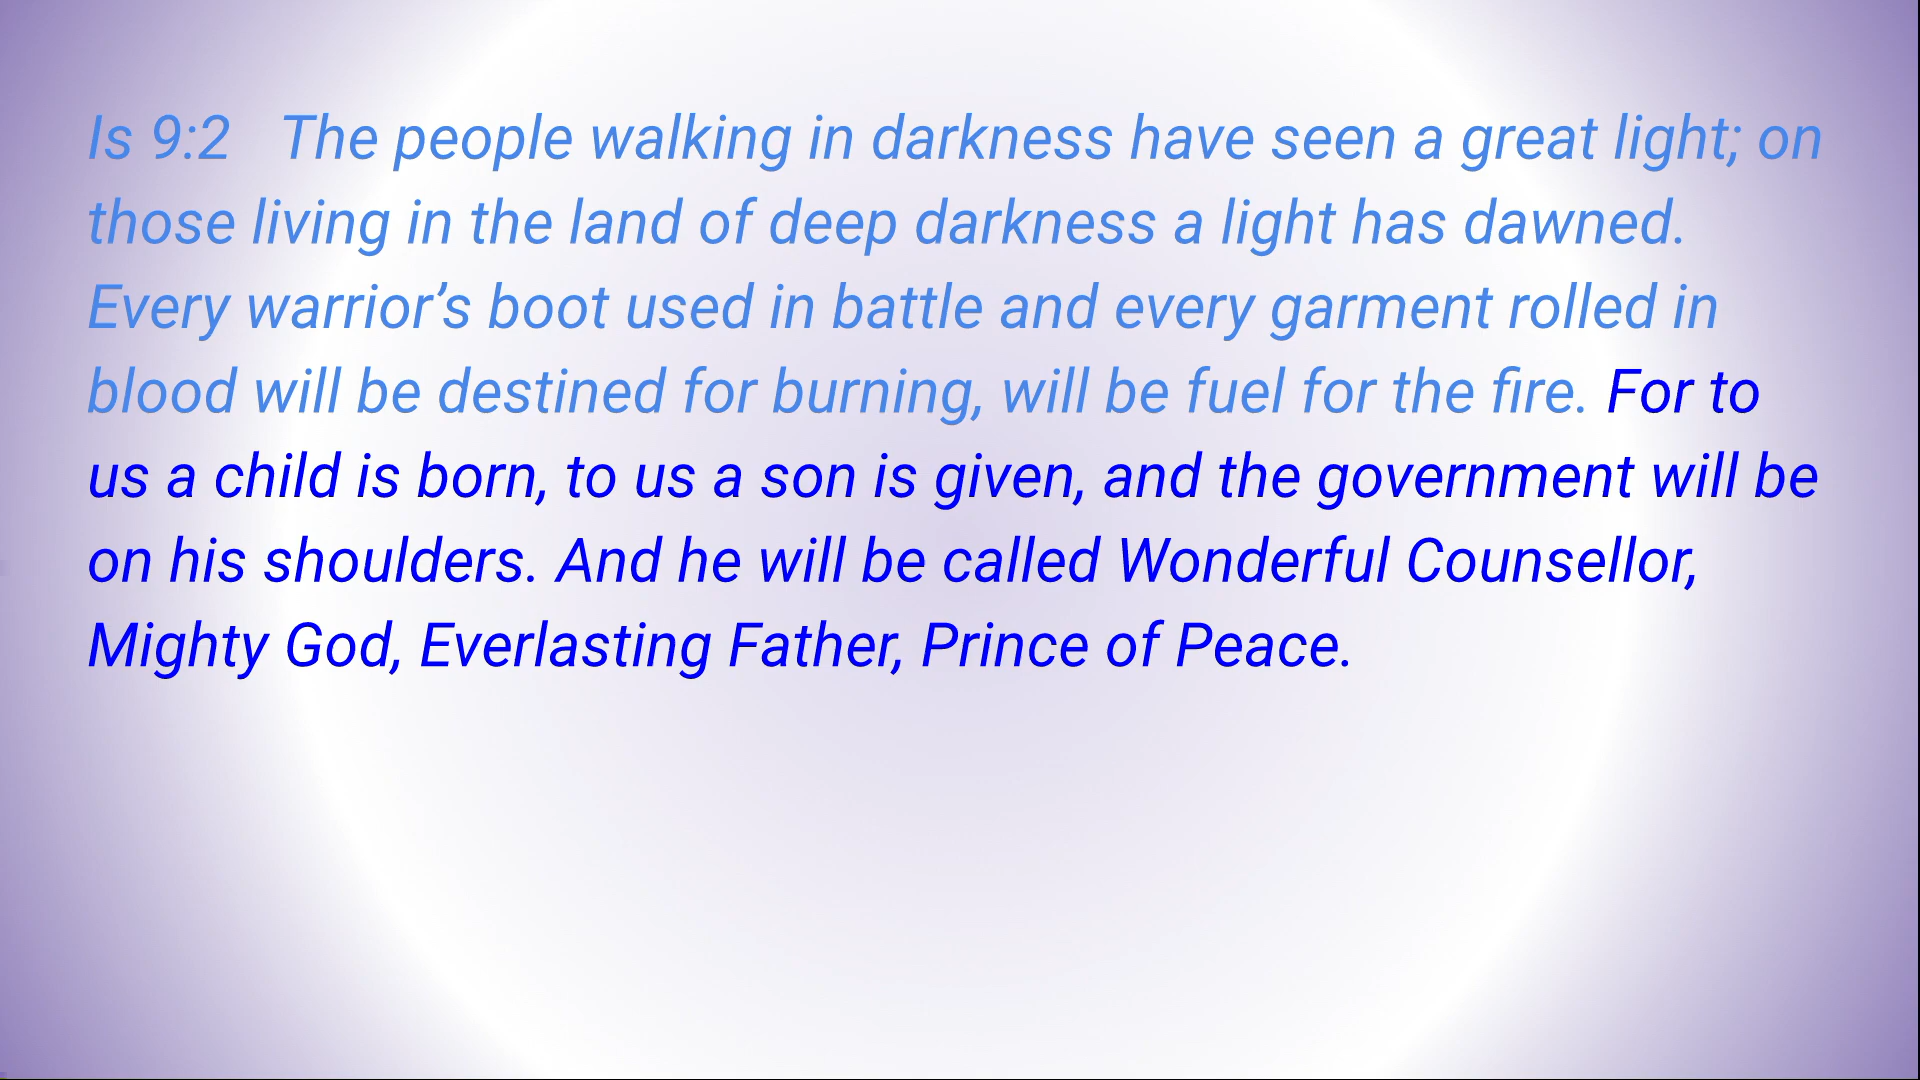 Is 9:2   The people walking in darkness have seen a great light; on
those living in the land of deep darkness a light has dawned.
Every warrior’s boot used in battle and every garment rolled in
blood will be destined for burning, will be fuel for the fire. For to
us a child is born, to us a son is given, and the government will be
on his shoulders. And he will be called Wonderful Counsellor,
Mighty God, Everlasting Father, Prince of Peace.